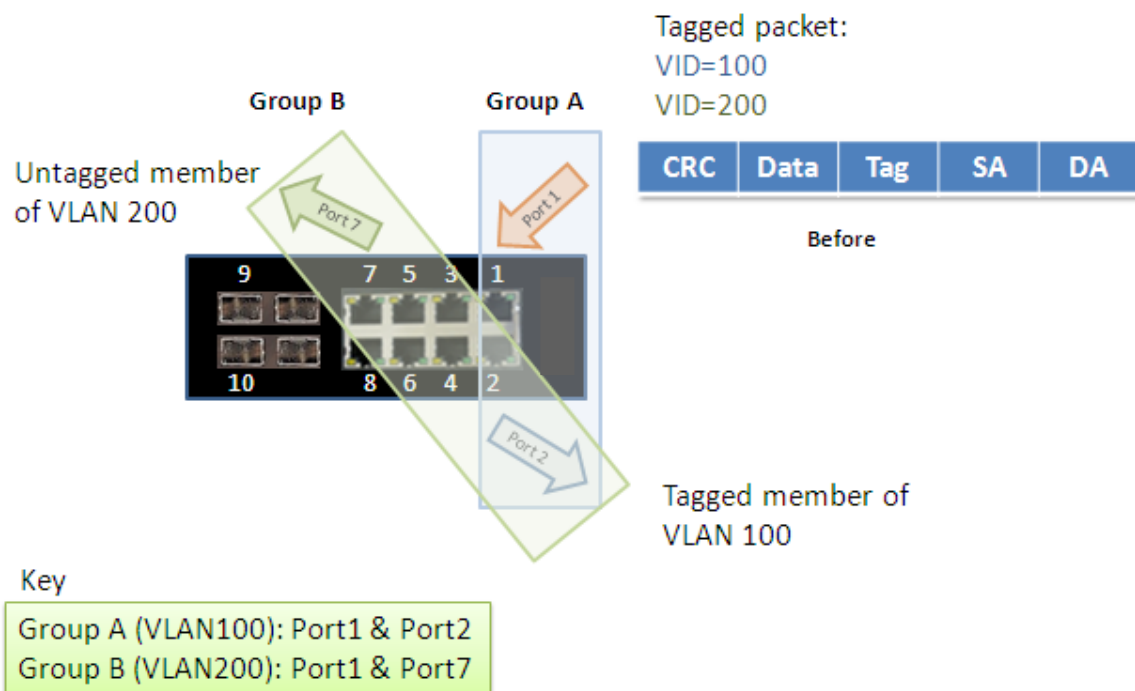 Tagged packet:
VID=100
VID=200
Group B
Group A
CRC Data Tag SA DA
Before
Untagged member
of VLAN 200
Port 7
Port 1
9 7 5 3 1
10 8 6 4 2
Port 2
Tagged member of
VLAN 100
Key
Group A (VLAN100): Port1 & Port2
Group B (VLAN200): Port1 & Port7